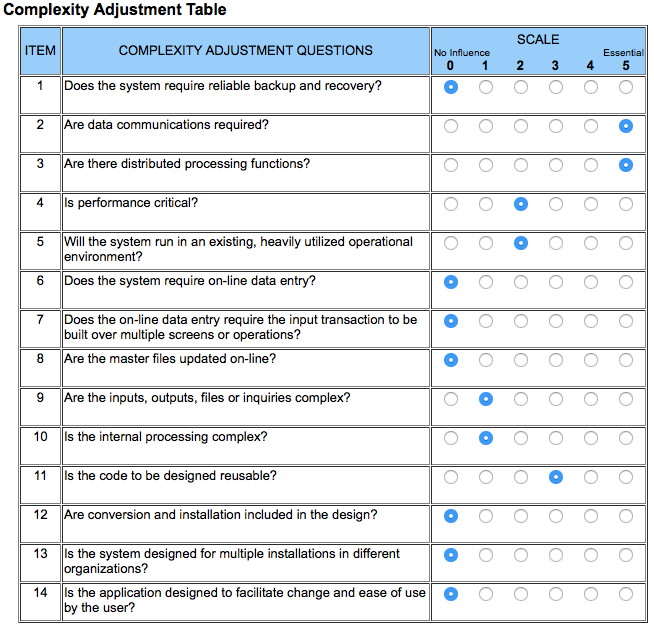 Complexity Adjustment Table
ITEM
COMPLEXITY ADJUSTMENT QUESTIONS
SCALE
No Influence Essential
0 1 2 3 4 5
1 Does the system require reliable backup and recovery?
2 Are data communications required?
3 Are there distributed processing functions?
4 Is performance critical?
5 Will the system run in an existing, heavily utilized operational
environment?
6 Does the system require on-line data entry?
7 Does the on-line data entry require the input transaction to be
built over multiple screens or operations?
8 Are the master files updated on-line?
9 Are the inputs, outputs, files or inquiries complex?
10 Is the internal processing complex?
11 Is the code to be designed reusable?
12 Are conversion and installation included in the design?
13 Is the system designed for multiple installations in different
organizations?
14 Is the application designed to facilitate change and ease of use
by the user?